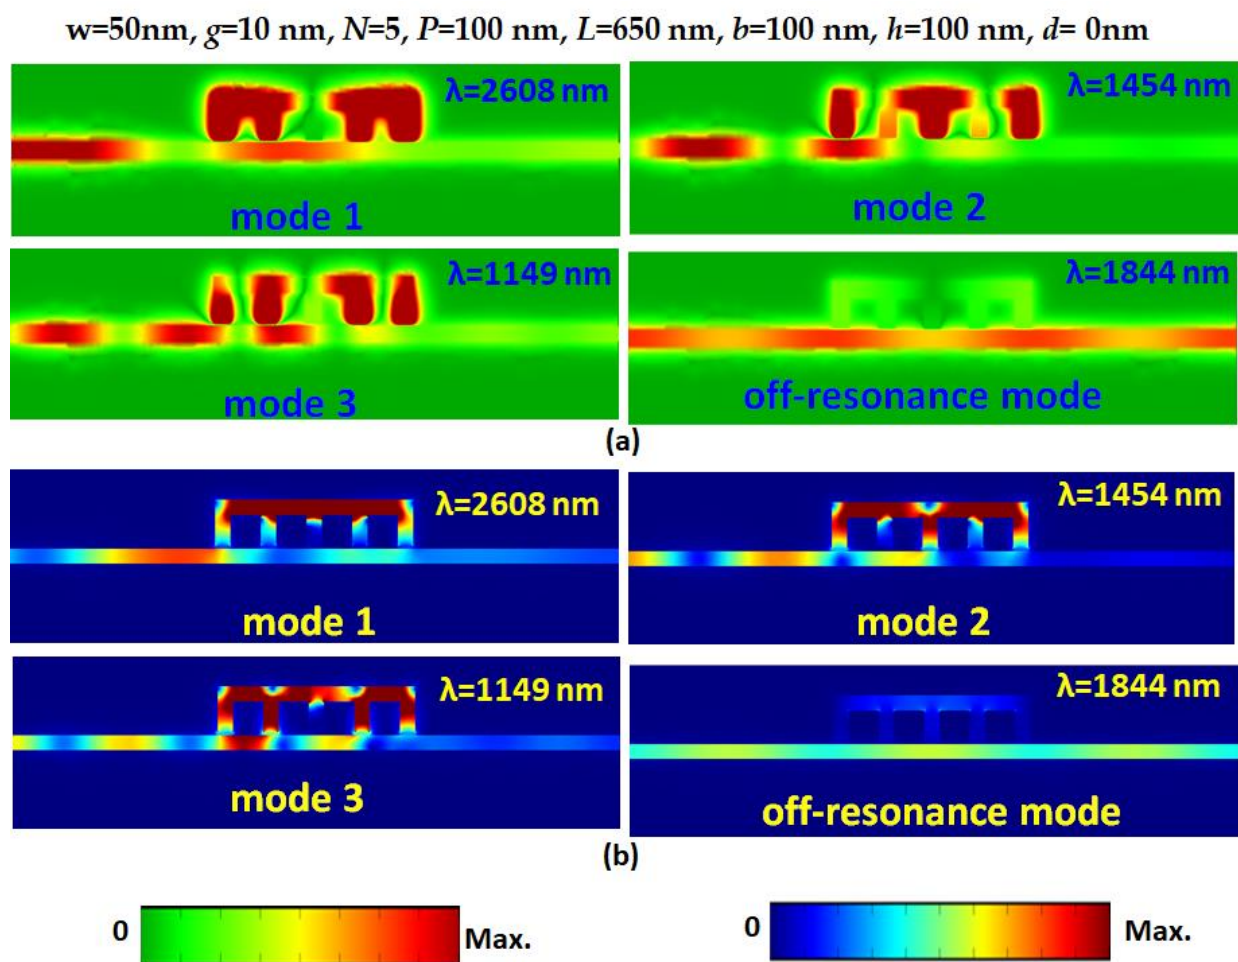 w=50nm, g=10 nm, N=5, P=100 nm, L=650 nm, b=100 nm, h=100 nm, d= 0nm
λ=2608 nm
mode 1
λ=1454 nm
mode 2
λ=1149 nm
mode 3
λ=1844 nm
off-resonance mode
(a)
λ=2608 nm
mode 1
λ=1454 nm
mode 2
λ=1149 nm
mode 3
λ=1844 nm
off-resonance mode
(b)
0 Max.
0 Max.